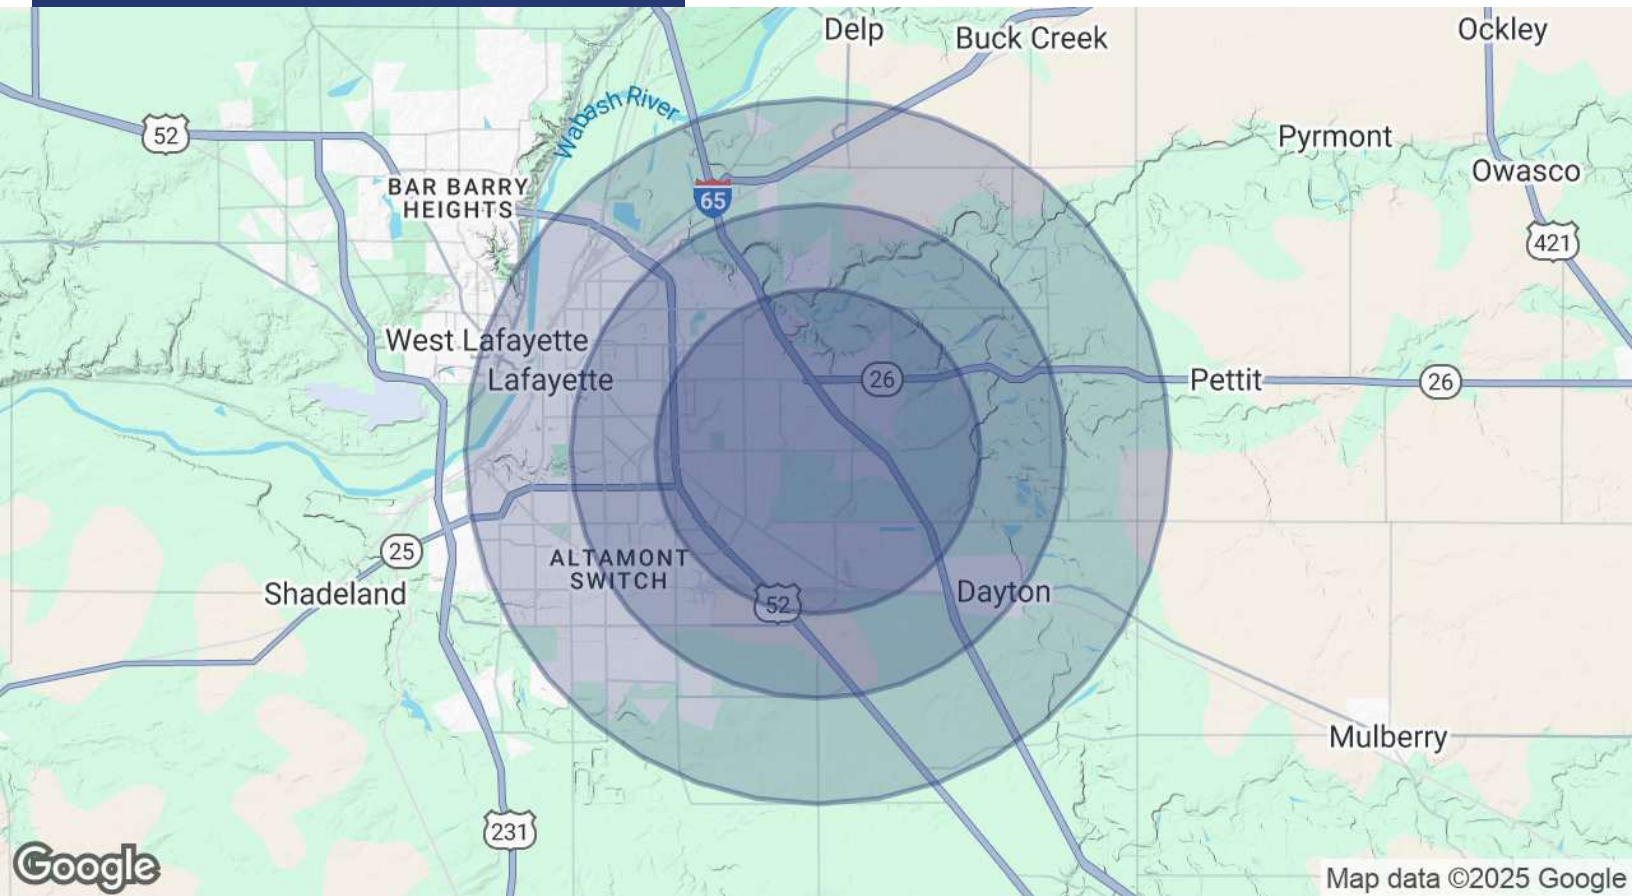 Delp
Buck Creek
Ockley
Wabash River
52
Pyrmont
Owasco
BAR BARRY
HEIGHTS
65
421
West Lafayette
Lafayette
26
Pettit
26
25
ALTAMONT
SWITCH
Shadeland
52
Dayton
Mulberry
231
Google
Map data ©2025 Google